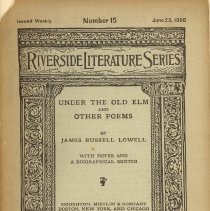 Issued Weekly Number 15 June 23, 1886
RIVERSIDE LITERATURE SERIES
UNDER THE OLD ELM
AND
OTHER POEMS
BY
JAMES RUSSELL LOWELL
WITH NOTES AND
A BIOGRAPHICAL SKETCH
HOUGHTON, MIFFLIN & COMPANY
BOSTON, NEW YORK, AND CHICAGO